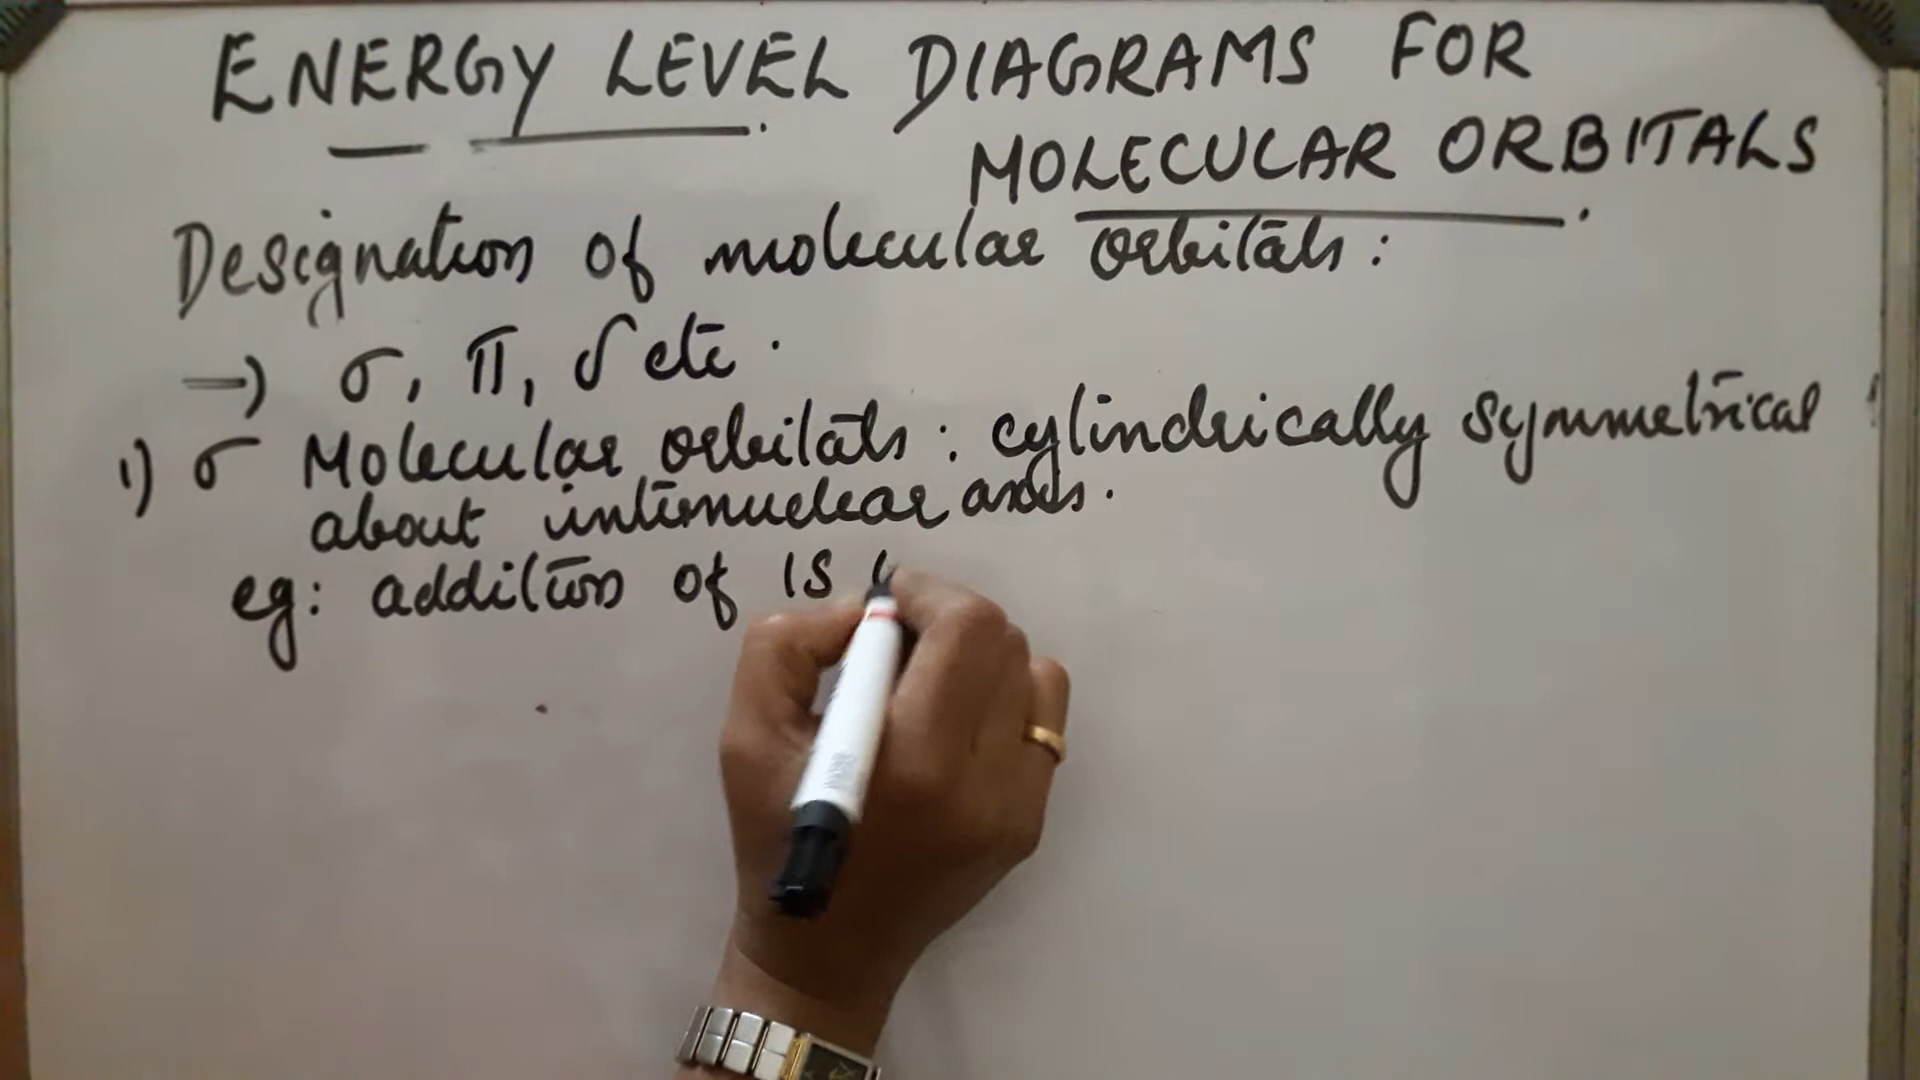 ENERGY LEVEL DIAGRAMS FOR
MOLECULAR ORBITALS
Designation of molecular orbitals:
→ σ, π, δ etc.
1) σ Molecular orbitals: cylindrically symmetrical
about internuclear axis.
eg: addition of 1S